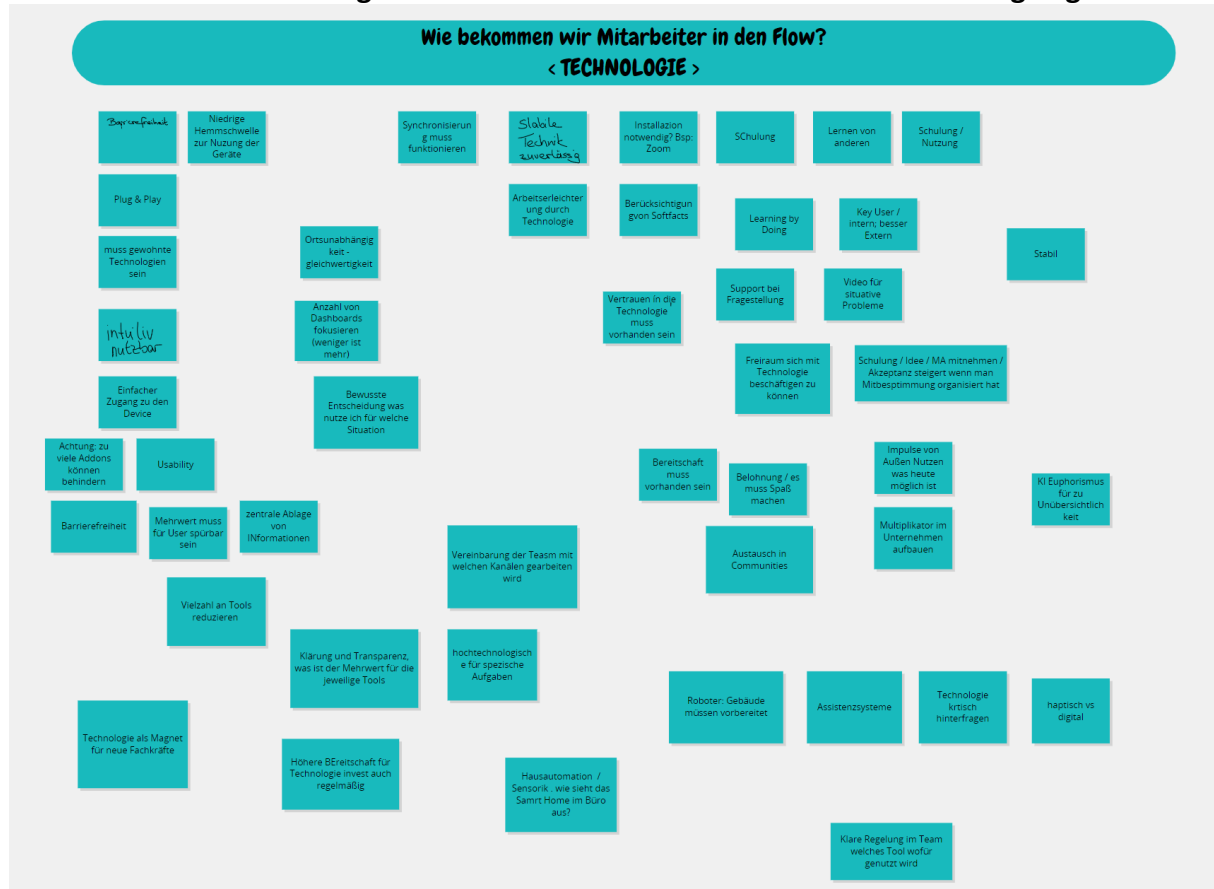 Wie bekommen wir Mitarbeiter in den Flow?
< TECHNOLOGIE >
Barrierefreiheit
Niedrige
Hemmschwelle
zur Nuzung der
Geräte
Synchronisierun
g muss
funktionieren
Stabile
Technik
zuverlässig
Installazion
notwendig? Bsp:
Zoom
SChulung
Lernen von
anderen
Schulung /
Nutzung
Plug & Play
Arbeitserleichter
ung durch
Technologie
Berücksichtigun
gvon Softfacts
Learning by
Doing
Key User /
intern; besser
Extern
Stabil
muss gewohnte
Technologien
sein
Ortsunabhängig
keit -
gleichwertigkeit
Support bei
Fragestellung
Video für
situative
Probleme
intuitiv
nutzbar
Anzahl von
Dashboards
fokusieren
(weniger ist
mehr)
Vertrauen in die
Technologie
muss
vorhanden sein
Freiraum sich mit
Technologie
beschäftigen zu
können
Schulung / Idee / MA mitnehmen /
Akzeptanz steigert wenn man
Mitbesptimmung organisiert hat
Einfacher
Zugang zu den
Device
Bewusste
Entscheidung was
nutze ich für welche
Situation
Achtung: zu
viele Addons
können
behindern
Usability
Bereitschaft
muss
vorhanden sein
Belohnung / es
muss Spaß
machen
Impulse von
Außen Nutzen
was heute
möglich ist
KI Euphorismus
für zu
Unübersichtlich
keit
Barrierefreiheit
Mehrwert muss
für User spürbar
sein
zentrale Ablage
von
INformationen
Vereinbarung der Teasm mit
welchen Kanälen gearbeiten
wird
Austausch in
Communities
Multiplikator im
Unternehmen
aufbauen
Vielzahl an Tools
reduzieren
Klärung und Transparenz,
was ist der Mehrwert für die
jeweilige Tools
hochtechnologisch
e für spezische
Aufgaben
Roboter: Gebäude
müssen vorbereitet
Assistenzsysteme
Technologie
krtisch
hinterfragen
haptisch vs
digital
Technologie als Magnet
für neue Fachkräfte
Höhere BEreitschaft für
Technologie invest auch
regelmäßig
Hausautomation /
Sensorik . wie sieht das
Samrt Home im Büro
aus?
Klare Regelung im Team
welches Tool wofür
genutzt wird